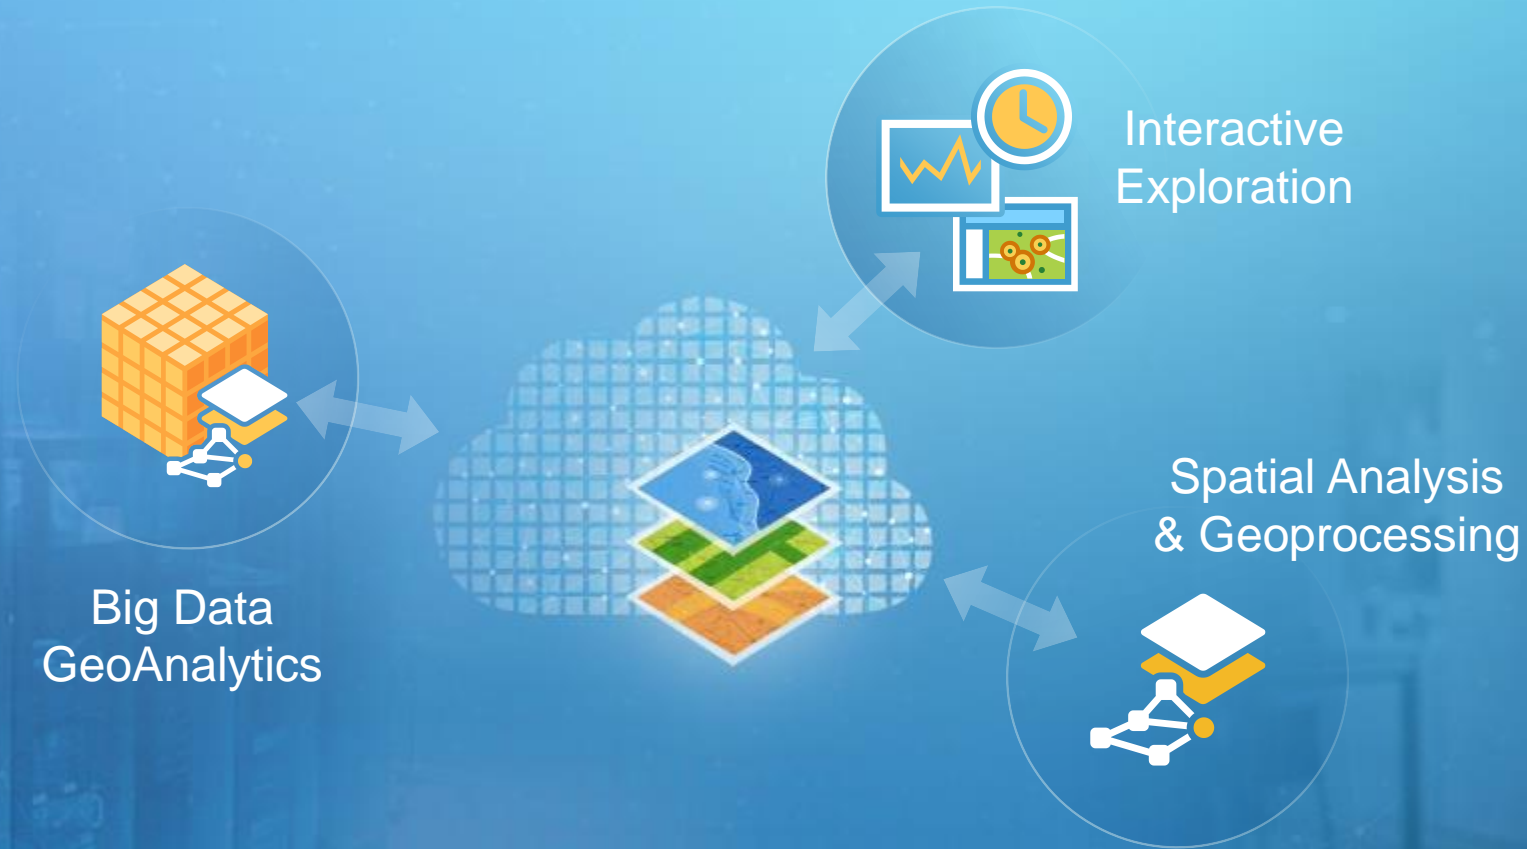 Interactive
Exploration
Spatial Analysis
& Geoprocessing
Big Data
GeoAnalytics